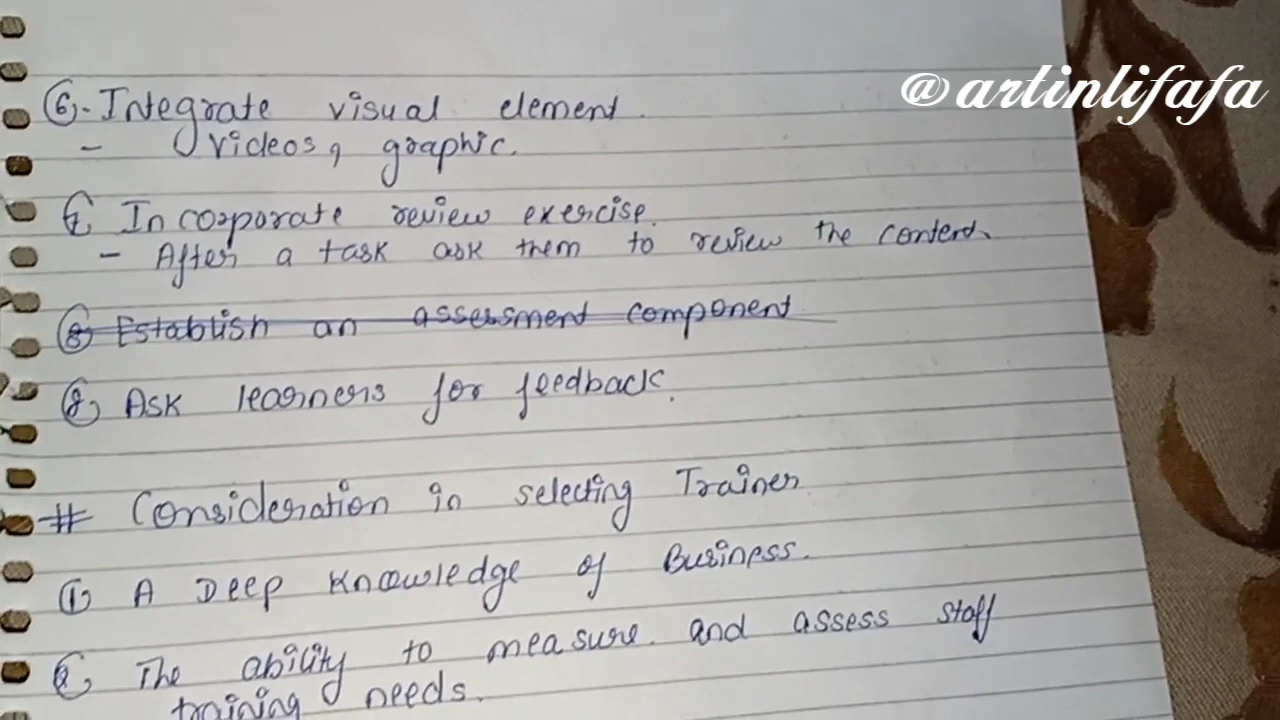 @artinlifafa
6.- Integrate visual element.
- Videos, graphic.
7. Incorporate review exercise.
- After a task ask them to review the content.
8. Establish an assessment component
8. Ask learners for feedback.
# Consideration in selecting Trainer
1. A Deep knowledge of Business.
2. The ability to measure and assess staff
training needs.